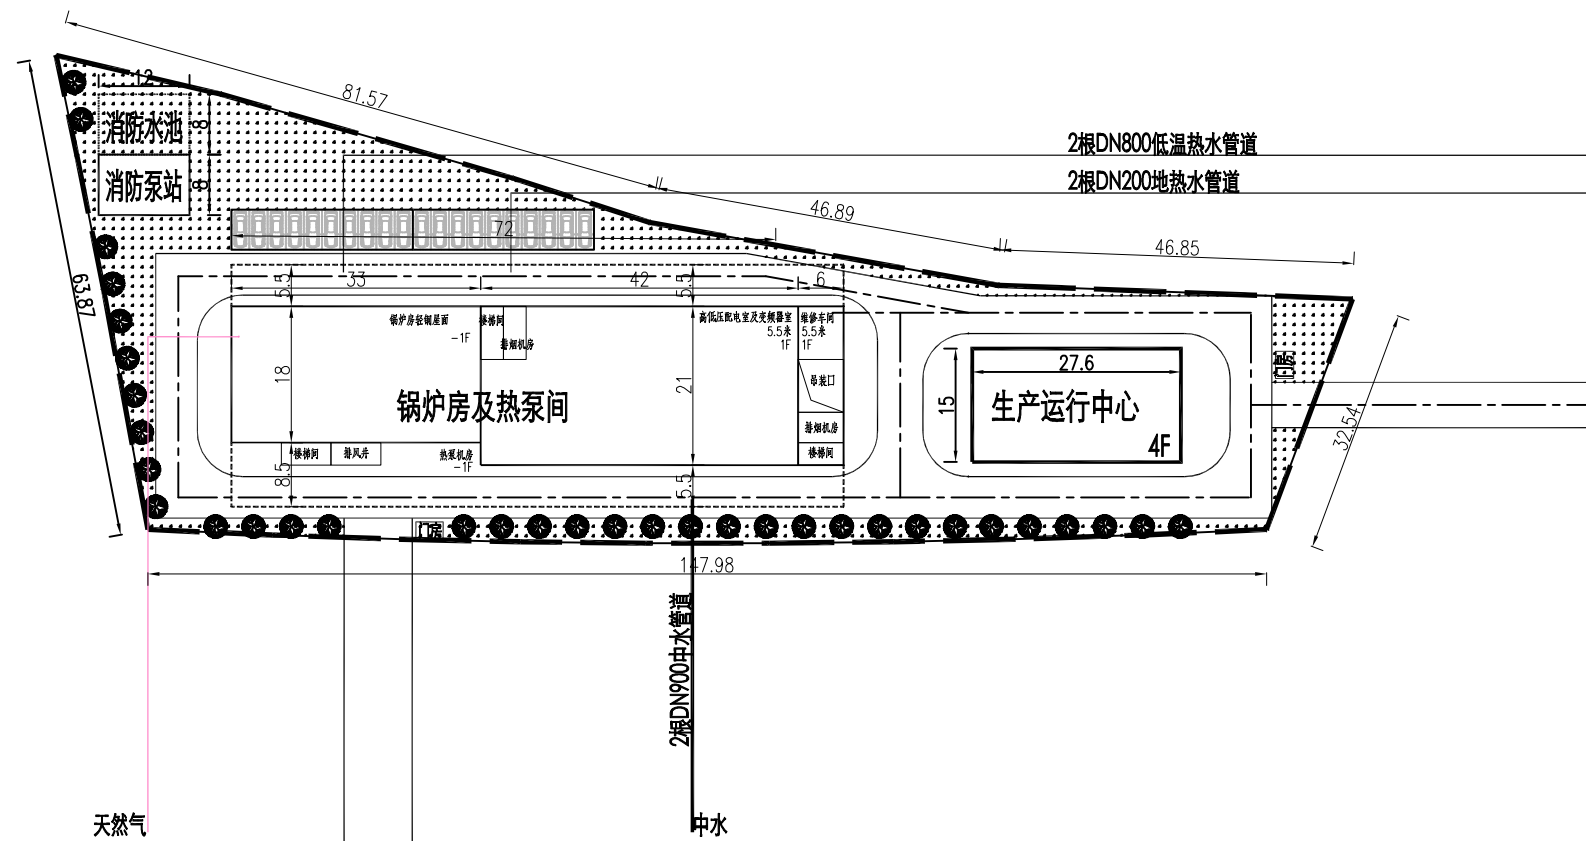 81.57
12
消防水池
8
消防泵站
8
2根DN800低温热水管道
2根DN200地热水管道
46.89
46.85
72
63.87
5.5
33
42
5.5
6
锅炉房轻钢屋面
-1F
楼梯间
排烟机房
高低压配电室及变频器室
5.5米
1F
维修车间
5.5米
1F
18
21
吊装口
锅炉房及热泵间
排烟机房
楼梯间
楼梯间
排风井
热泵机房
-1F
8.5
5.5
27.6
15
生产运行中心
4F
门房
32.54
门房
147.98
2根DN900中水管道
天然气
中水